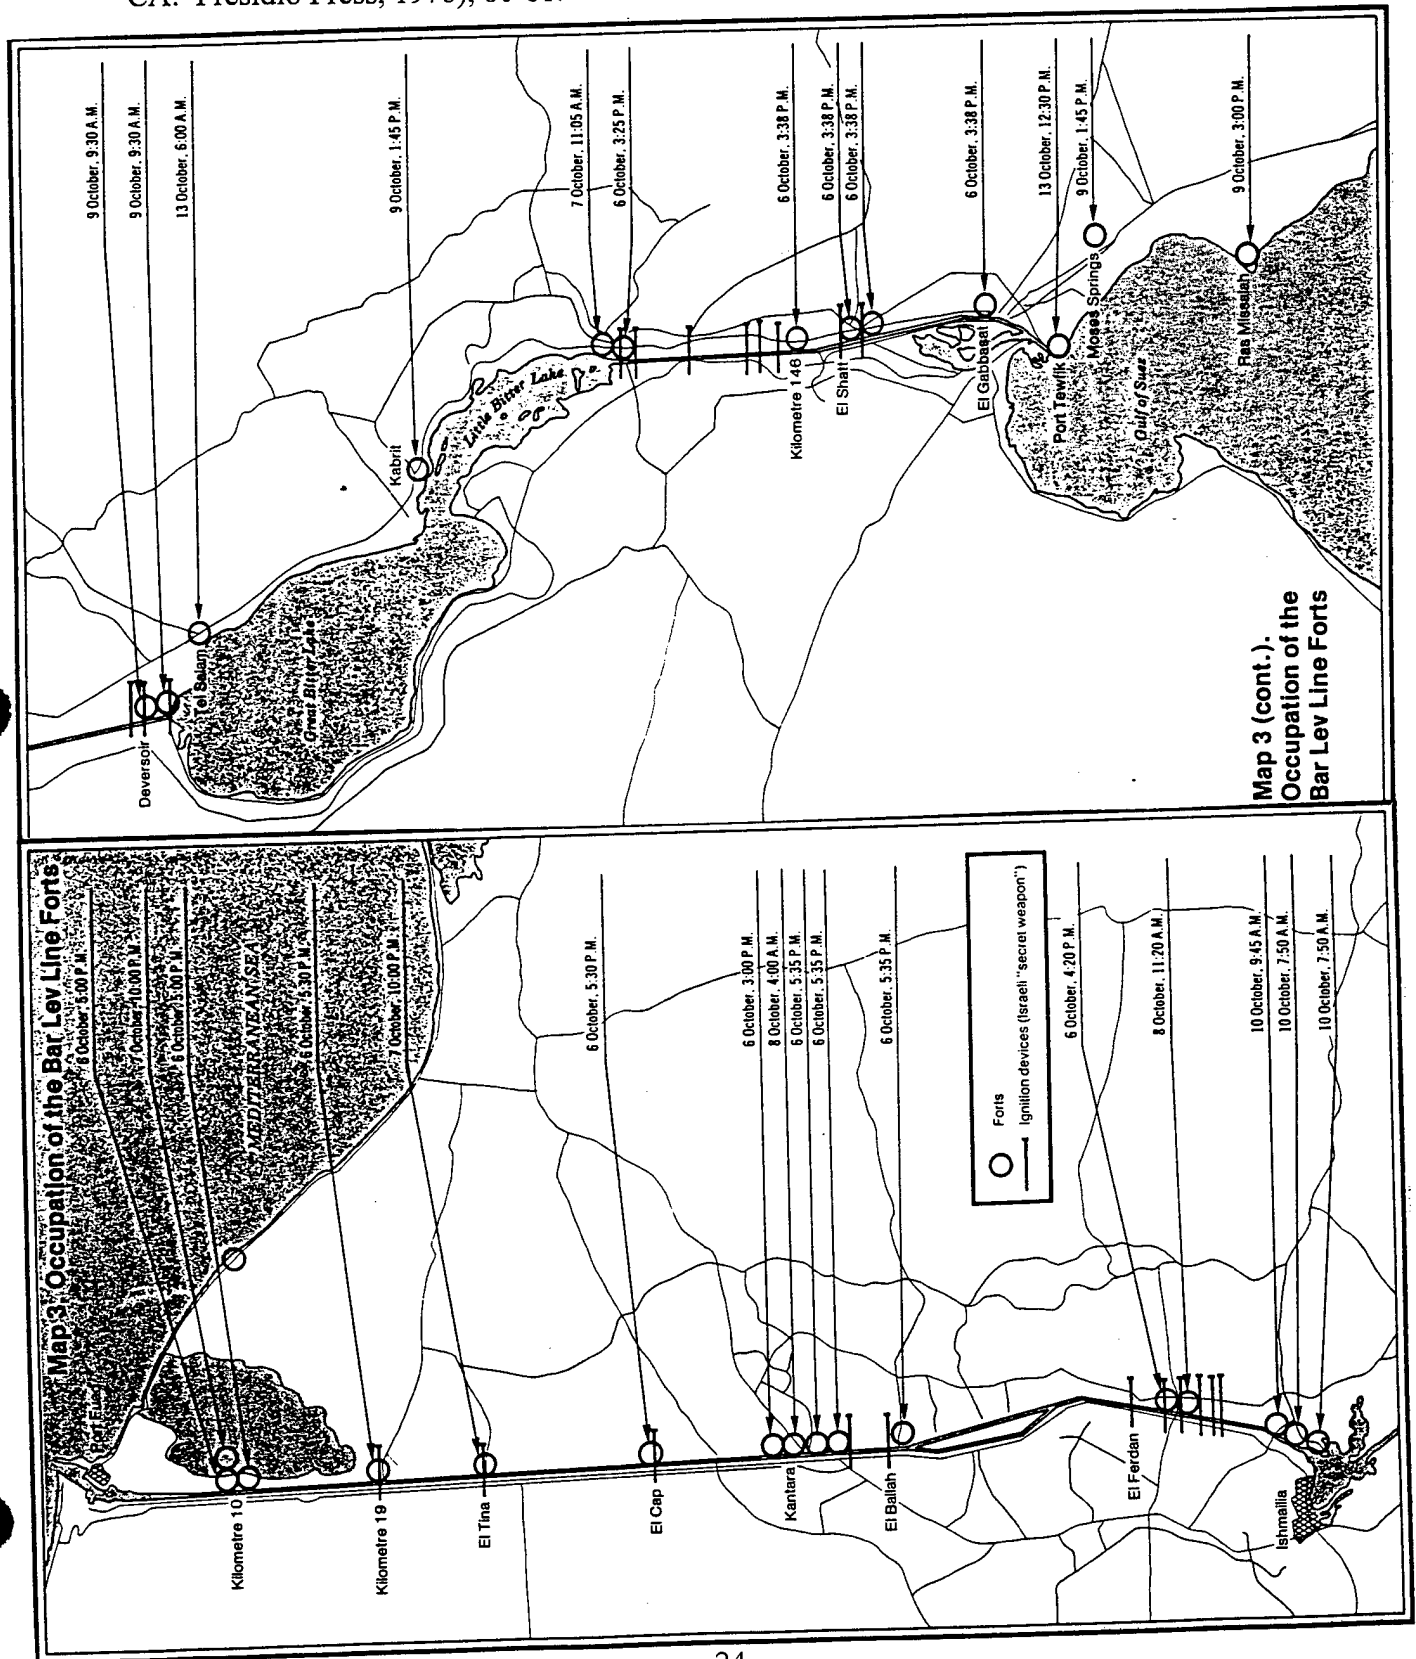 Map 3. Occupation of the Bar Lev Line Forts
6 October, 5:00 P.M.
7 October, 10:00 P.M.
6 October, 5:00 P.M.
6 October, 5:30 P.M.
7 October, 10:00 P.M.
6 October, 5:30 P.M.
6 October, 3:00 P.M.
8 October, 4:00 A.M.
6 October, 5:35 P.M.
6 October, 5:35 P.M.
6 October, 5:35 P.M.
6 October, 4:20 P.M.
8 October, 11:20 A.M.
10 October, 9:45 A.M.
10 October, 7:50 A.M.
10 October, 7:50 A.M.
MEDITERRANEAN SEA
Port Fuad
Kilometre 10
Kilometre 19
El Tina
El Cap
Kantara
El Ballah
El Ferdan
Ishmailia
Forts
Ignition devices (Israeli "secret weapon")
9 October, 9:30 A.M.
9 October, 9:30 A.M.
13 October, 6:00 A.M.
9 October, 1:45 P.M.
7 October, 11:05 A.M.
6 October, 3:25 P.M.
6 October, 3:38 P.M.
6 October, 3:38 P.M.
6 October, 3:38 P.M.
6 October, 3:38 P.M.
13 October, 12:30 P.M.
9 October, 1:45 P.M.
9 October, 3:00 P.M.
Deversoir
Tel Salam
Great Bitter Lake
Kabrit
Little Bitter Lake
Kilometre 146
El Shatt
El Gabbasat
Port Tewfik
Moses Springs
Gulf of Suez
Ras Missalah
Map 3 (cont.).
Occupation of the
Bar Lev Line Forts